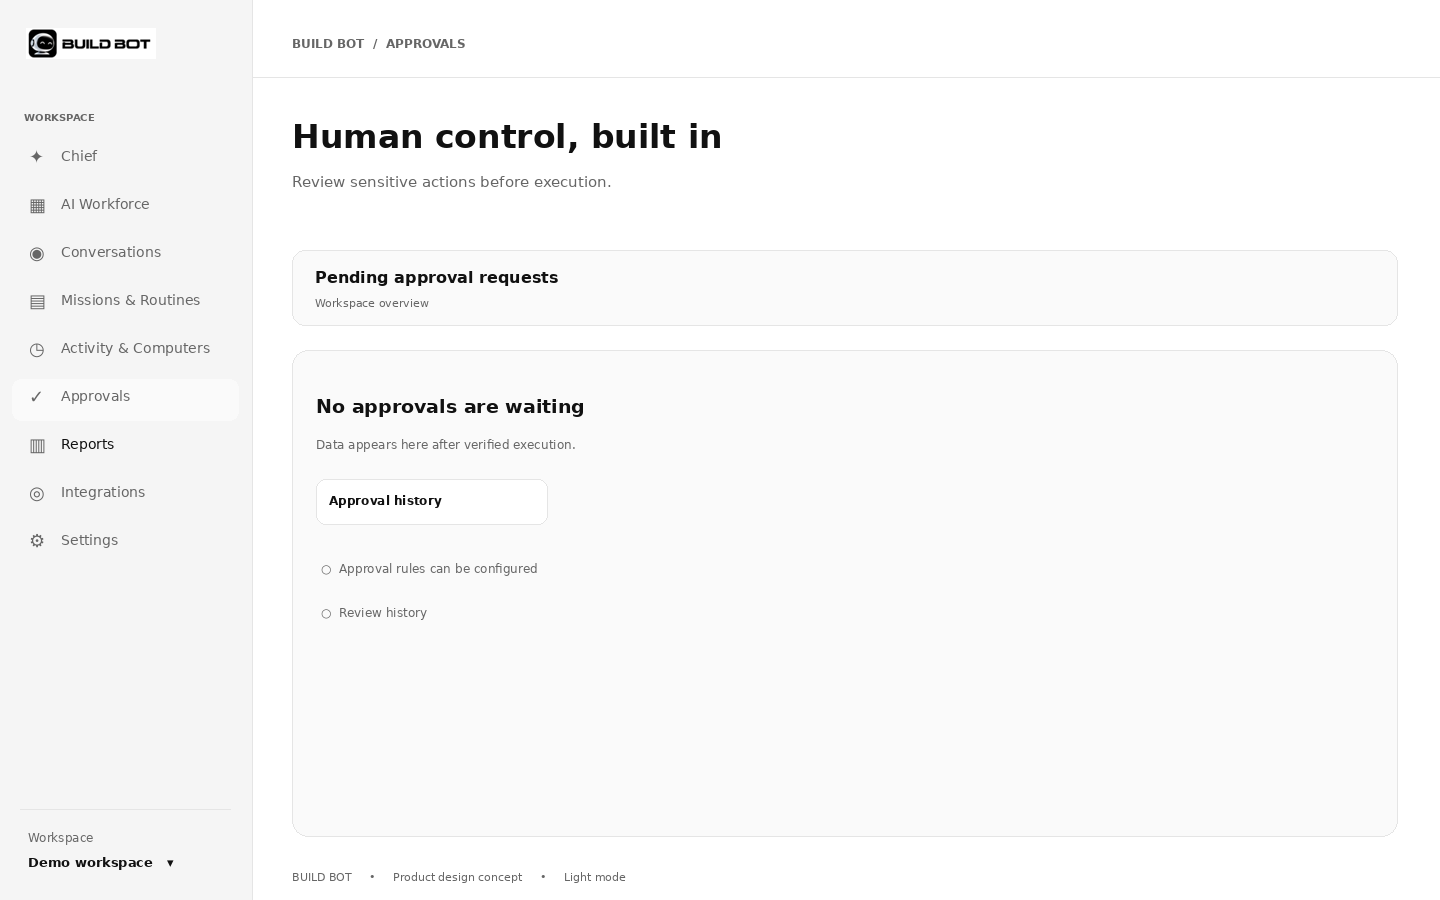 BUILD BOT
WORKSPACE
Chief
AI Workforce
Conversations
Missions & Routines
Activity & Computers
Approvals
Reports
Integrations
Settings
Workspace
Demo workspace ▾
BUILD BOT / APPROVALS
Human control, built in
Review sensitive actions before execution.
Pending approval requests
Workspace overview
No approvals are waiting
Data appears here after verified execution.
Approval history
Approval rules can be configured
Review history
BUILD BOT • Product design concept • Light mode